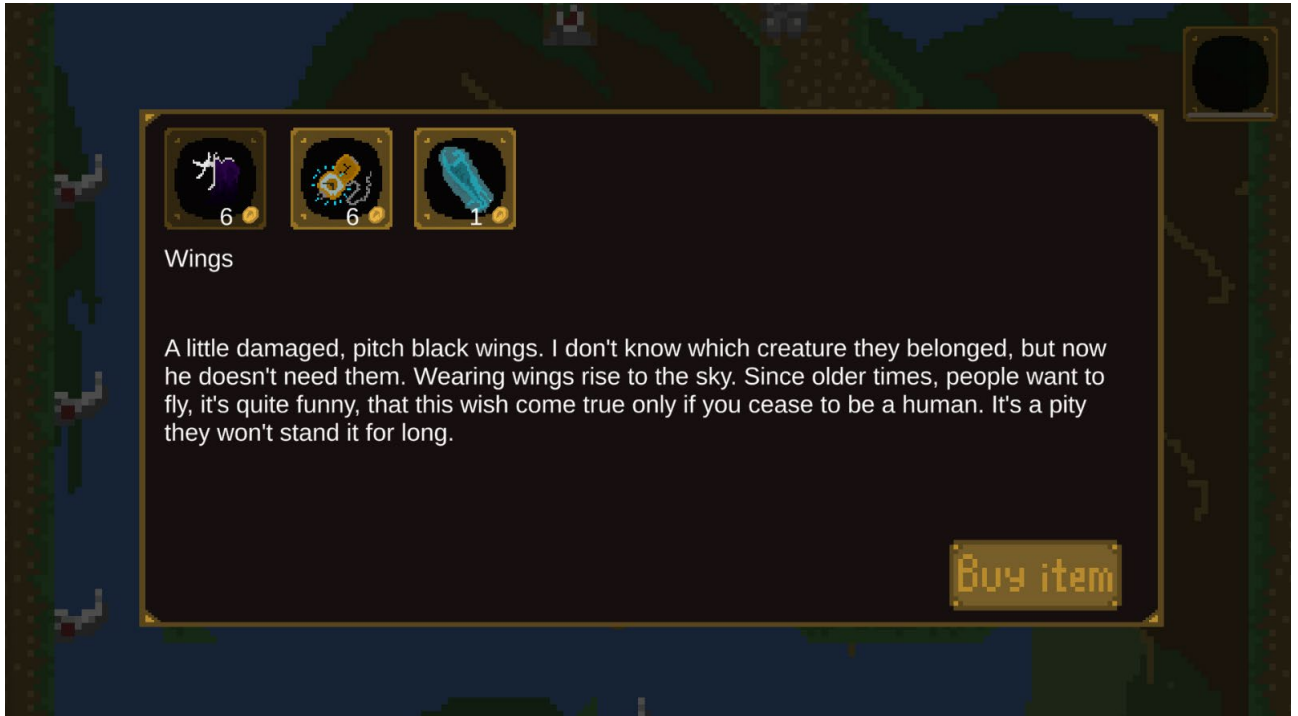 6
6
1
Wings
A little damaged, pitch black wings. I don't know which creature they belonged, but now
he doesn't need them. Wearing wings rise to the sky. Since older times, people want to
fly, it's quite funny, that this wish come true only if you cease to be a human. It's a pity
they won't stand it for long.
Buy item